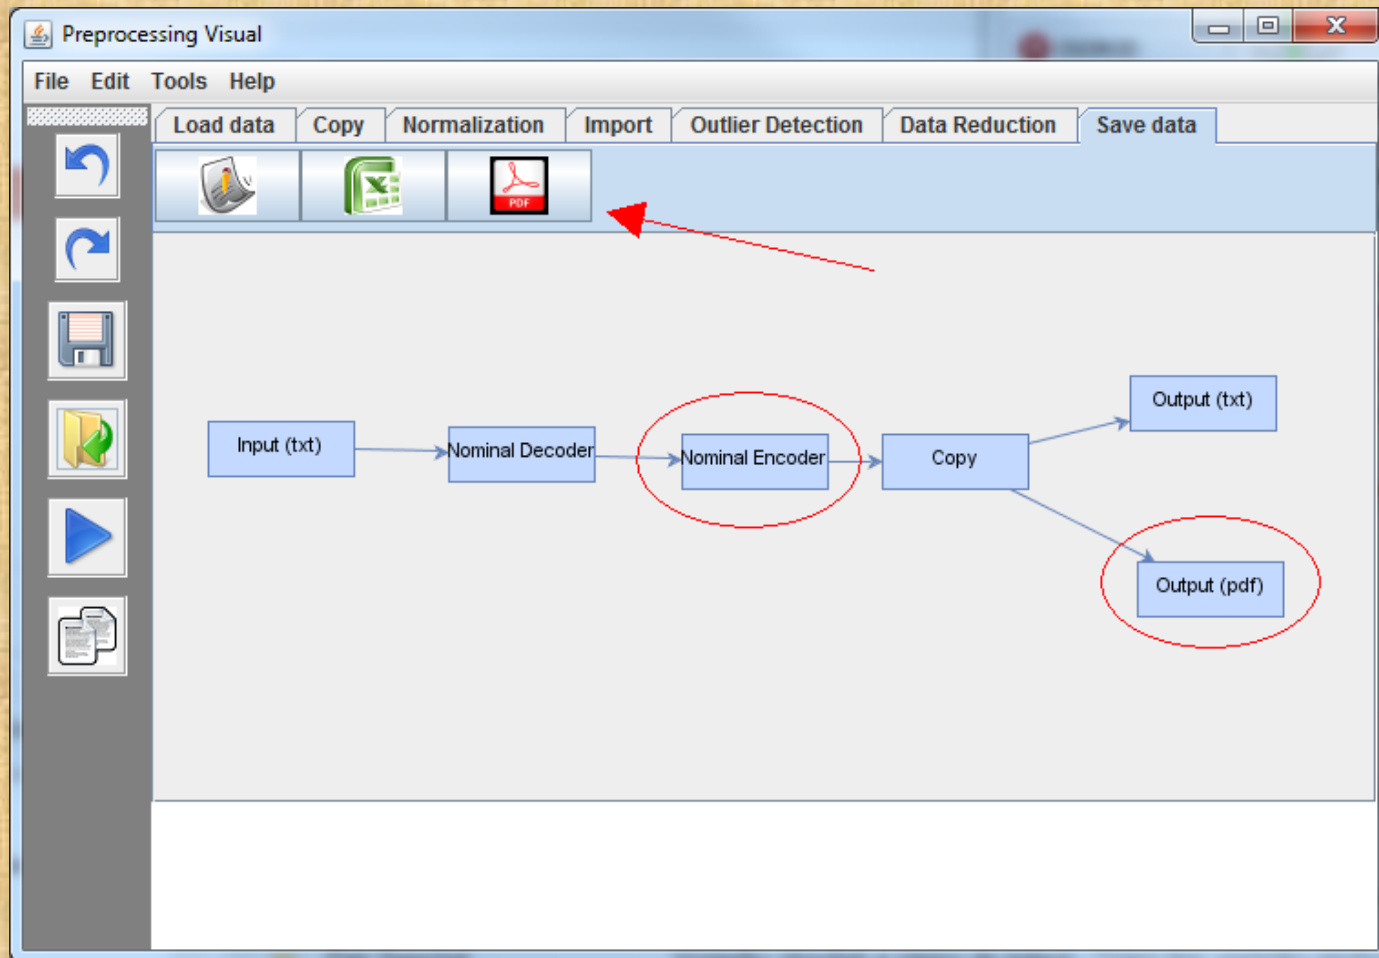 Preprocessing Visual
File Edit Tools Help
Load data Copy Normalization Import Outlier Detection Data Reduction Save data
PDF
Output (txt)
Input (txt) Nominal Decoder Nominal Encoder Copy
Output (pdf)